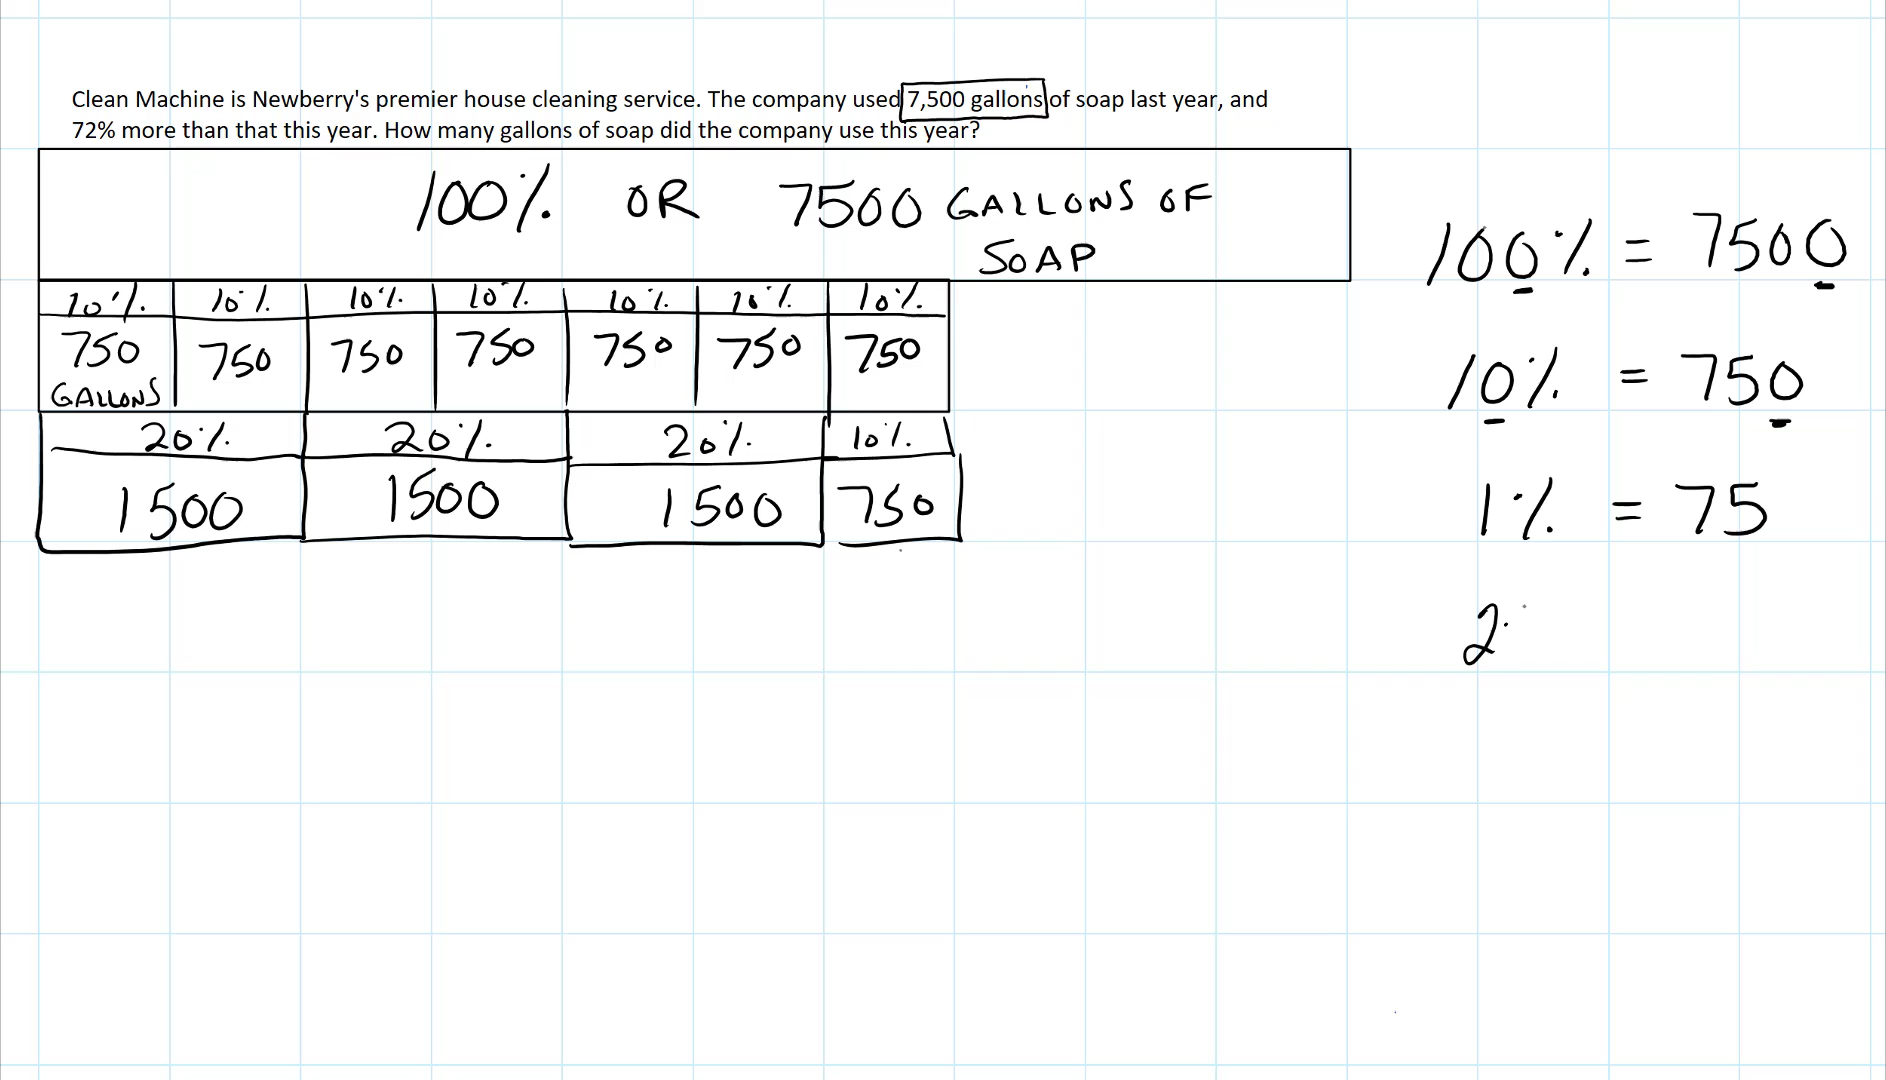 Clean Machine is Newberry's premier house cleaning service. The company used 7,500 gallons of soap last year, and
72% more than that this year. How many gallons of soap did the company use this year?
100% OR 7500 GALLONS OF
SOAP
10% 10% 10% 10% 10% 10% 10%
750 750 750 750 750 750 750
GALLONS
20% 20% 20% 10%
1500 1500 1500 750
100% = 7500
10% = 750
1% = 75
2